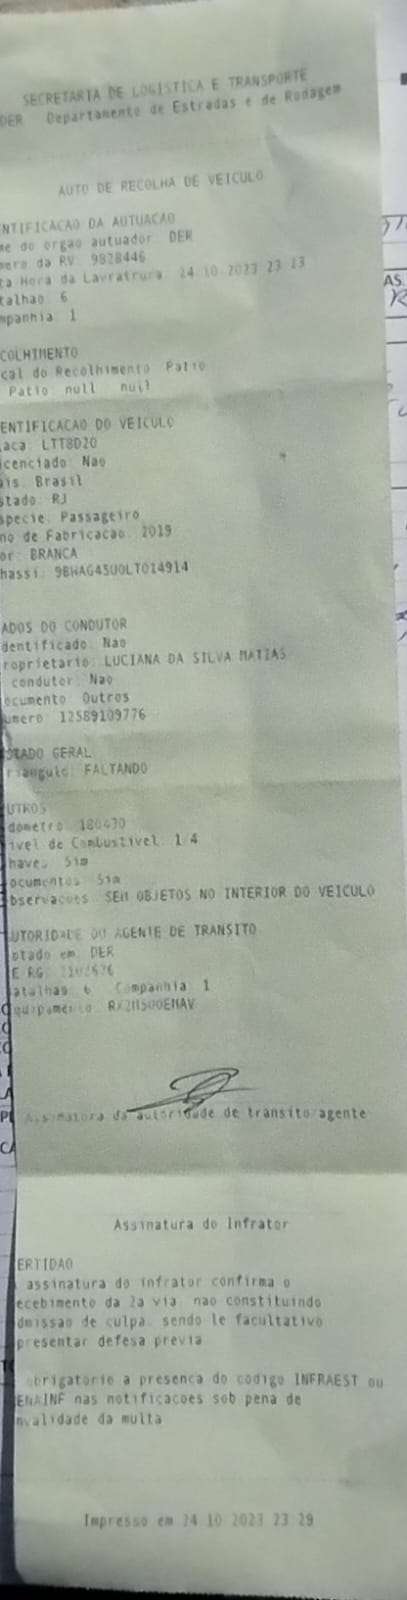 SECRETARIA DE LOGISTICA E TRANSPORTE
DER Departamento de Estradas e de Rodagem
AUTO DE RECOLHA DE VEICULO
ENTIFICACAO DA AUTUACAO
me do orgao autuador DER
mero da RV 9828446
ta Hora da Lavratrura 24.10.2023 23:23
talhao 6
mpanhia 1
COLHIMENTO
cal do Recolhimento Patio
Patio null null
ENTIFICACAO DO VEICULO
aca: LTT8D20
icenciado: Nao
ais: Brasil
stado: RJ
specie: Passageiro
no de Fabricacao: 2019
or: BRANCA
hassi: 9BHAG45U0LT014914
ADOS DO CONDUTOR
dentificado: Nao
roprietario: LUCIANA DA SILVA MATIAS
condutor: Nao
ocumento Outros
umero: 12589109776
STADO GERAL
riangulo: FALTANDO
UTROS
dometro: 180470
ivel de Combustivel: 1 4
haves: Sim
ocumentos: Sim
bservacoes: SEM OBJETOS NO INTERIOR DO VEICULO
UTORIDADE OU AGENTE DE TRANSITO
otado em: DER
E RG:
atalhao: 6 Companhia 1
quipamento:
Assinatura da autoridade de transito/agente
Assinatura do Infrator
ERTIDAO
assinatura do infrator confirma o
ecebimento da 2a via, nao constituindo
dmissao de culpa, sendo le facultativo
presentar defesa previa
obrigatorio a presenca do codigo INFRAEST ou
ENAINF nas notificacoes sob pena de
nvalidade da multa
Impresso em 24 10 2023 23 29